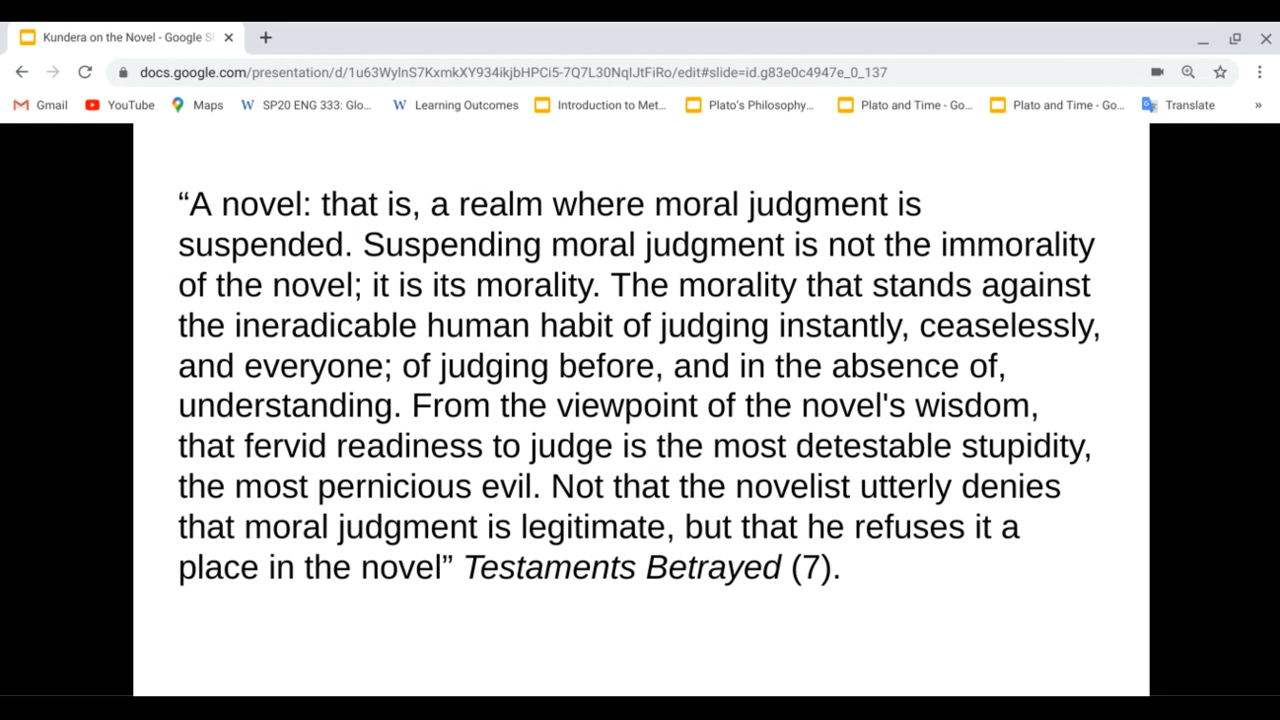 Kundera on the Novel - Google Sl
docs.google.com/presentation/d/1u63WylnS7KxmkXY934ikjbHPCi5-7Q7L30NqIJtFiRo/edit#slide=id.g83e0c4947e_0_137
Gmail YouTube Maps SP20 ENG 333: Glo... Learning Outcomes Introduction to Met... Plato's Philosophy... Plato and Time - Go... Plato and Time - Go... Translate »
“A novel: that is, a realm where moral judgment is
suspended. Suspending moral judgment is not the immorality
of the novel; it is its morality. The morality that stands against
the ineradicable human habit of judging instantly, ceaselessly,
and everyone; of judging before, and in the absence of,
understanding. From the viewpoint of the novel's wisdom,
that fervid readiness to judge is the most detestable stupidity,
the most pernicious evil. Not that the novelist utterly denies
that moral judgment is legitimate, but that he refuses it a
place in the novel” Testaments Betrayed (7).